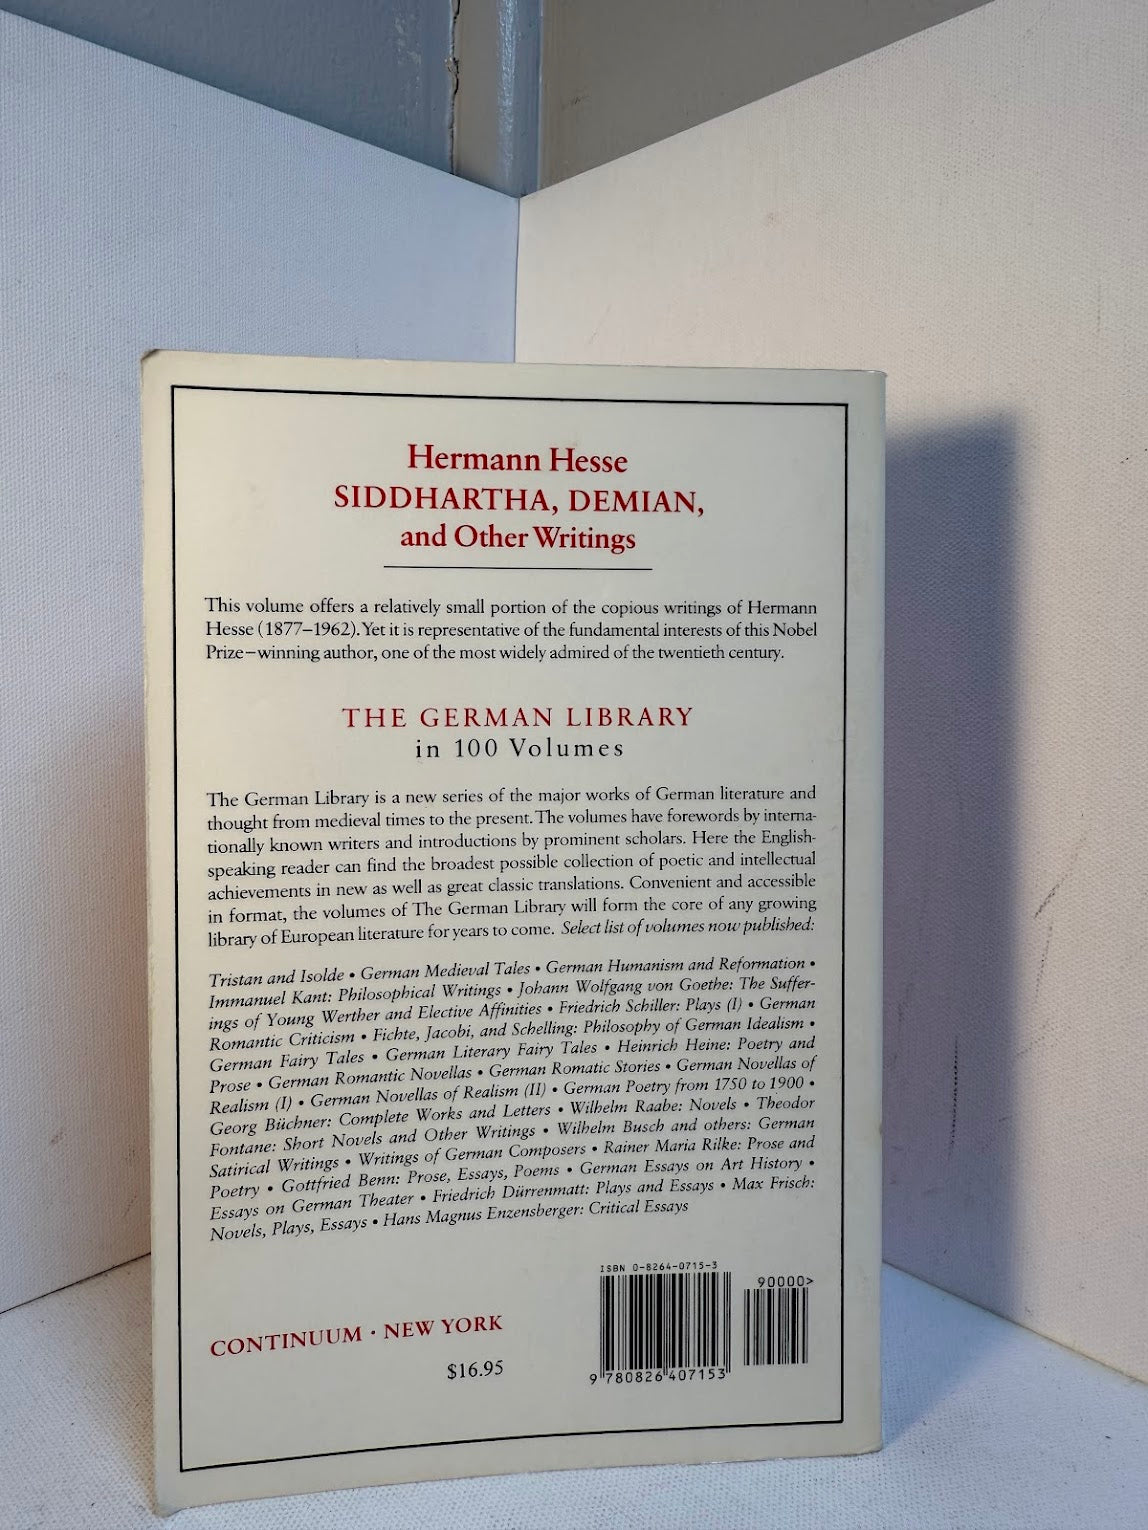 Hermann Hesse
SIDDHARTHA, DEMIAN,
and Other Writings
This volume offers a relatively small portion of the copious writings of Hermann
Hesse (1877–1962). Yet it is representative of the fundamental interests of this Nobel
Prize–winning author, one of the most widely admired of the twentieth century.
THE GERMAN LIBRARY
in 100 Volumes
The German Library is a new series of the major works of German literature and
thought from medieval times to the present. The volumes have forewords by interna-
tionally known writers and introductions by prominent scholars. Here the English-
speaking reader can find the broadest possible collection of poetic and intellectual
achievements in new as well as great classic translations. Convenient and accessible
in format, the volumes of The German Library will form the core of any growing
library of European literature for years to come. Select list of volumes now published:
Tristan and Isolde • German Medieval Tales • German Humanism and Reformation •
Immanuel Kant: Philosophical Writings • Johann Wolfgang von Goethe: The Suffer-
ings of Young Werther and Elective Affinities • Friedrich Schiller: Plays (I) • German
Romantic Criticism • Fichte, Jacobi, and Schelling: Philosophy of German Idealism •
German Fairy Tales • German Literary Fairy Tales • Heinrich Heine: Poetry and
Prose • German Romantic Novellas • German Romatic Stories • German Novellas of
Realism (I) • German Novellas of Realism (II) • German Poetry from 1750 to 1900 •
Georg Büchner: Complete Works and Letters • Wilhelm Raabe: Novels • Theodor
Fontane: Short Novels and Other Writings • Wilhelm Busch and others: German
Satirical Writings • Writings of German Composers • Rainer Maria Rilke: Prose and
Poetry • Gottfried Benn: Prose, Essays, Poems • German Essays on Art History •
Essays on German Theater • Friedrich Dürrenmatt: Plays and Essays • Max Frisch:
Novels, Plays, Essays • Hans Magnus Enzensberger: Critical Essays
ISBN 0-8264-0715-3
90000>
CONTINUUM · NEW YORK
$16.95
9 780826 407153